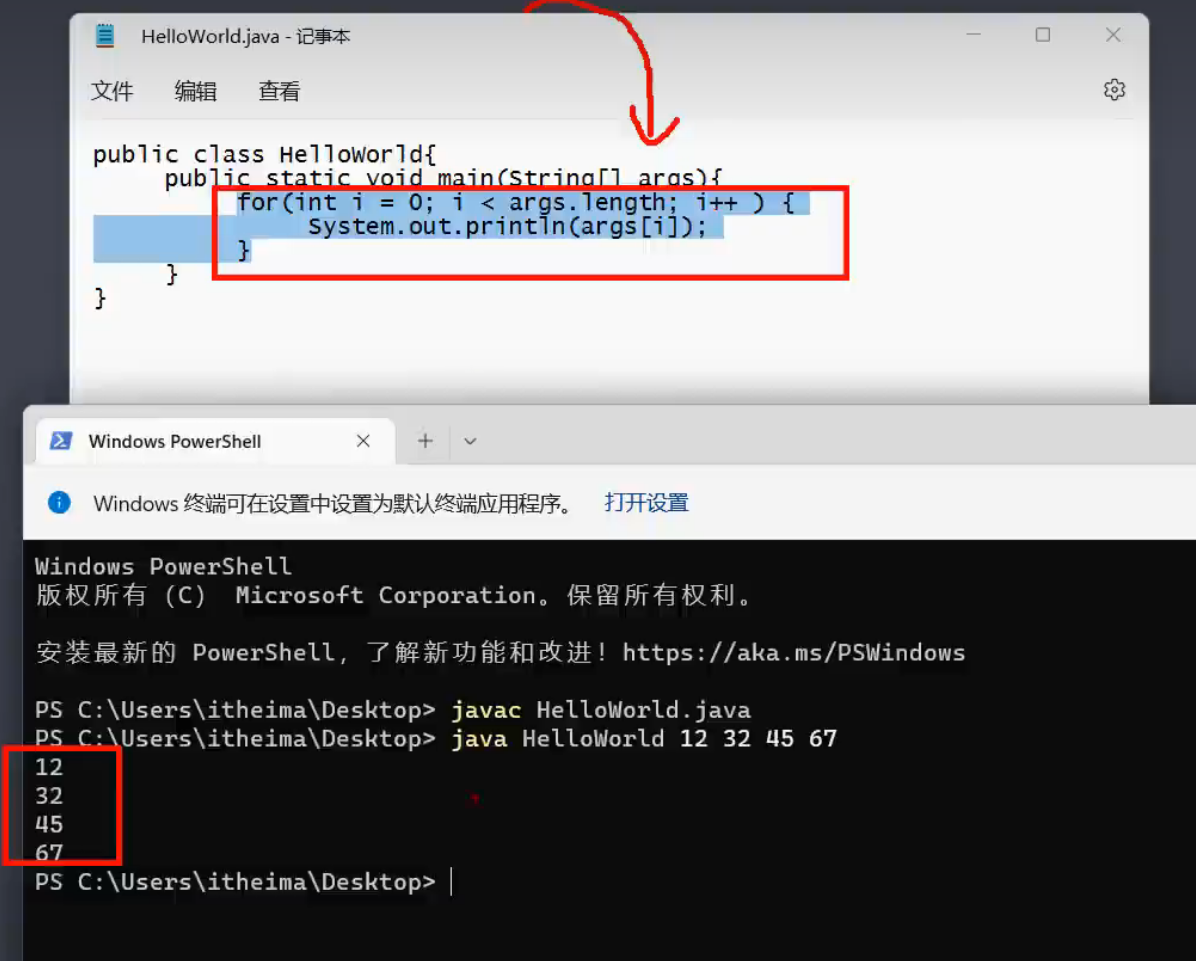 HelloWorld.java - 记事本
文件 编辑 查看
public class HelloWorld{
public static void main(String[] args){
for(int i = 0; i < args.length; i++ ) {
System.out.println(args[i]);
}
}
}
Windows PowerShell
Windows 终端可在设置中设置为默认终端应用程序。 打开设置
Windows PowerShell
版权所有 (C) Microsoft Corporation。保留所有权利。
安装最新的 PowerShell,了解新功能和改进!https://aka.ms/PSWindows
PS C:\Users\itheima\Desktop> javac HelloWorld.java
PS C:\Users\itheima\Desktop> java HelloWorld 12 32 45 67
12
32
45
67
PS C:\Users\itheima\Desktop>